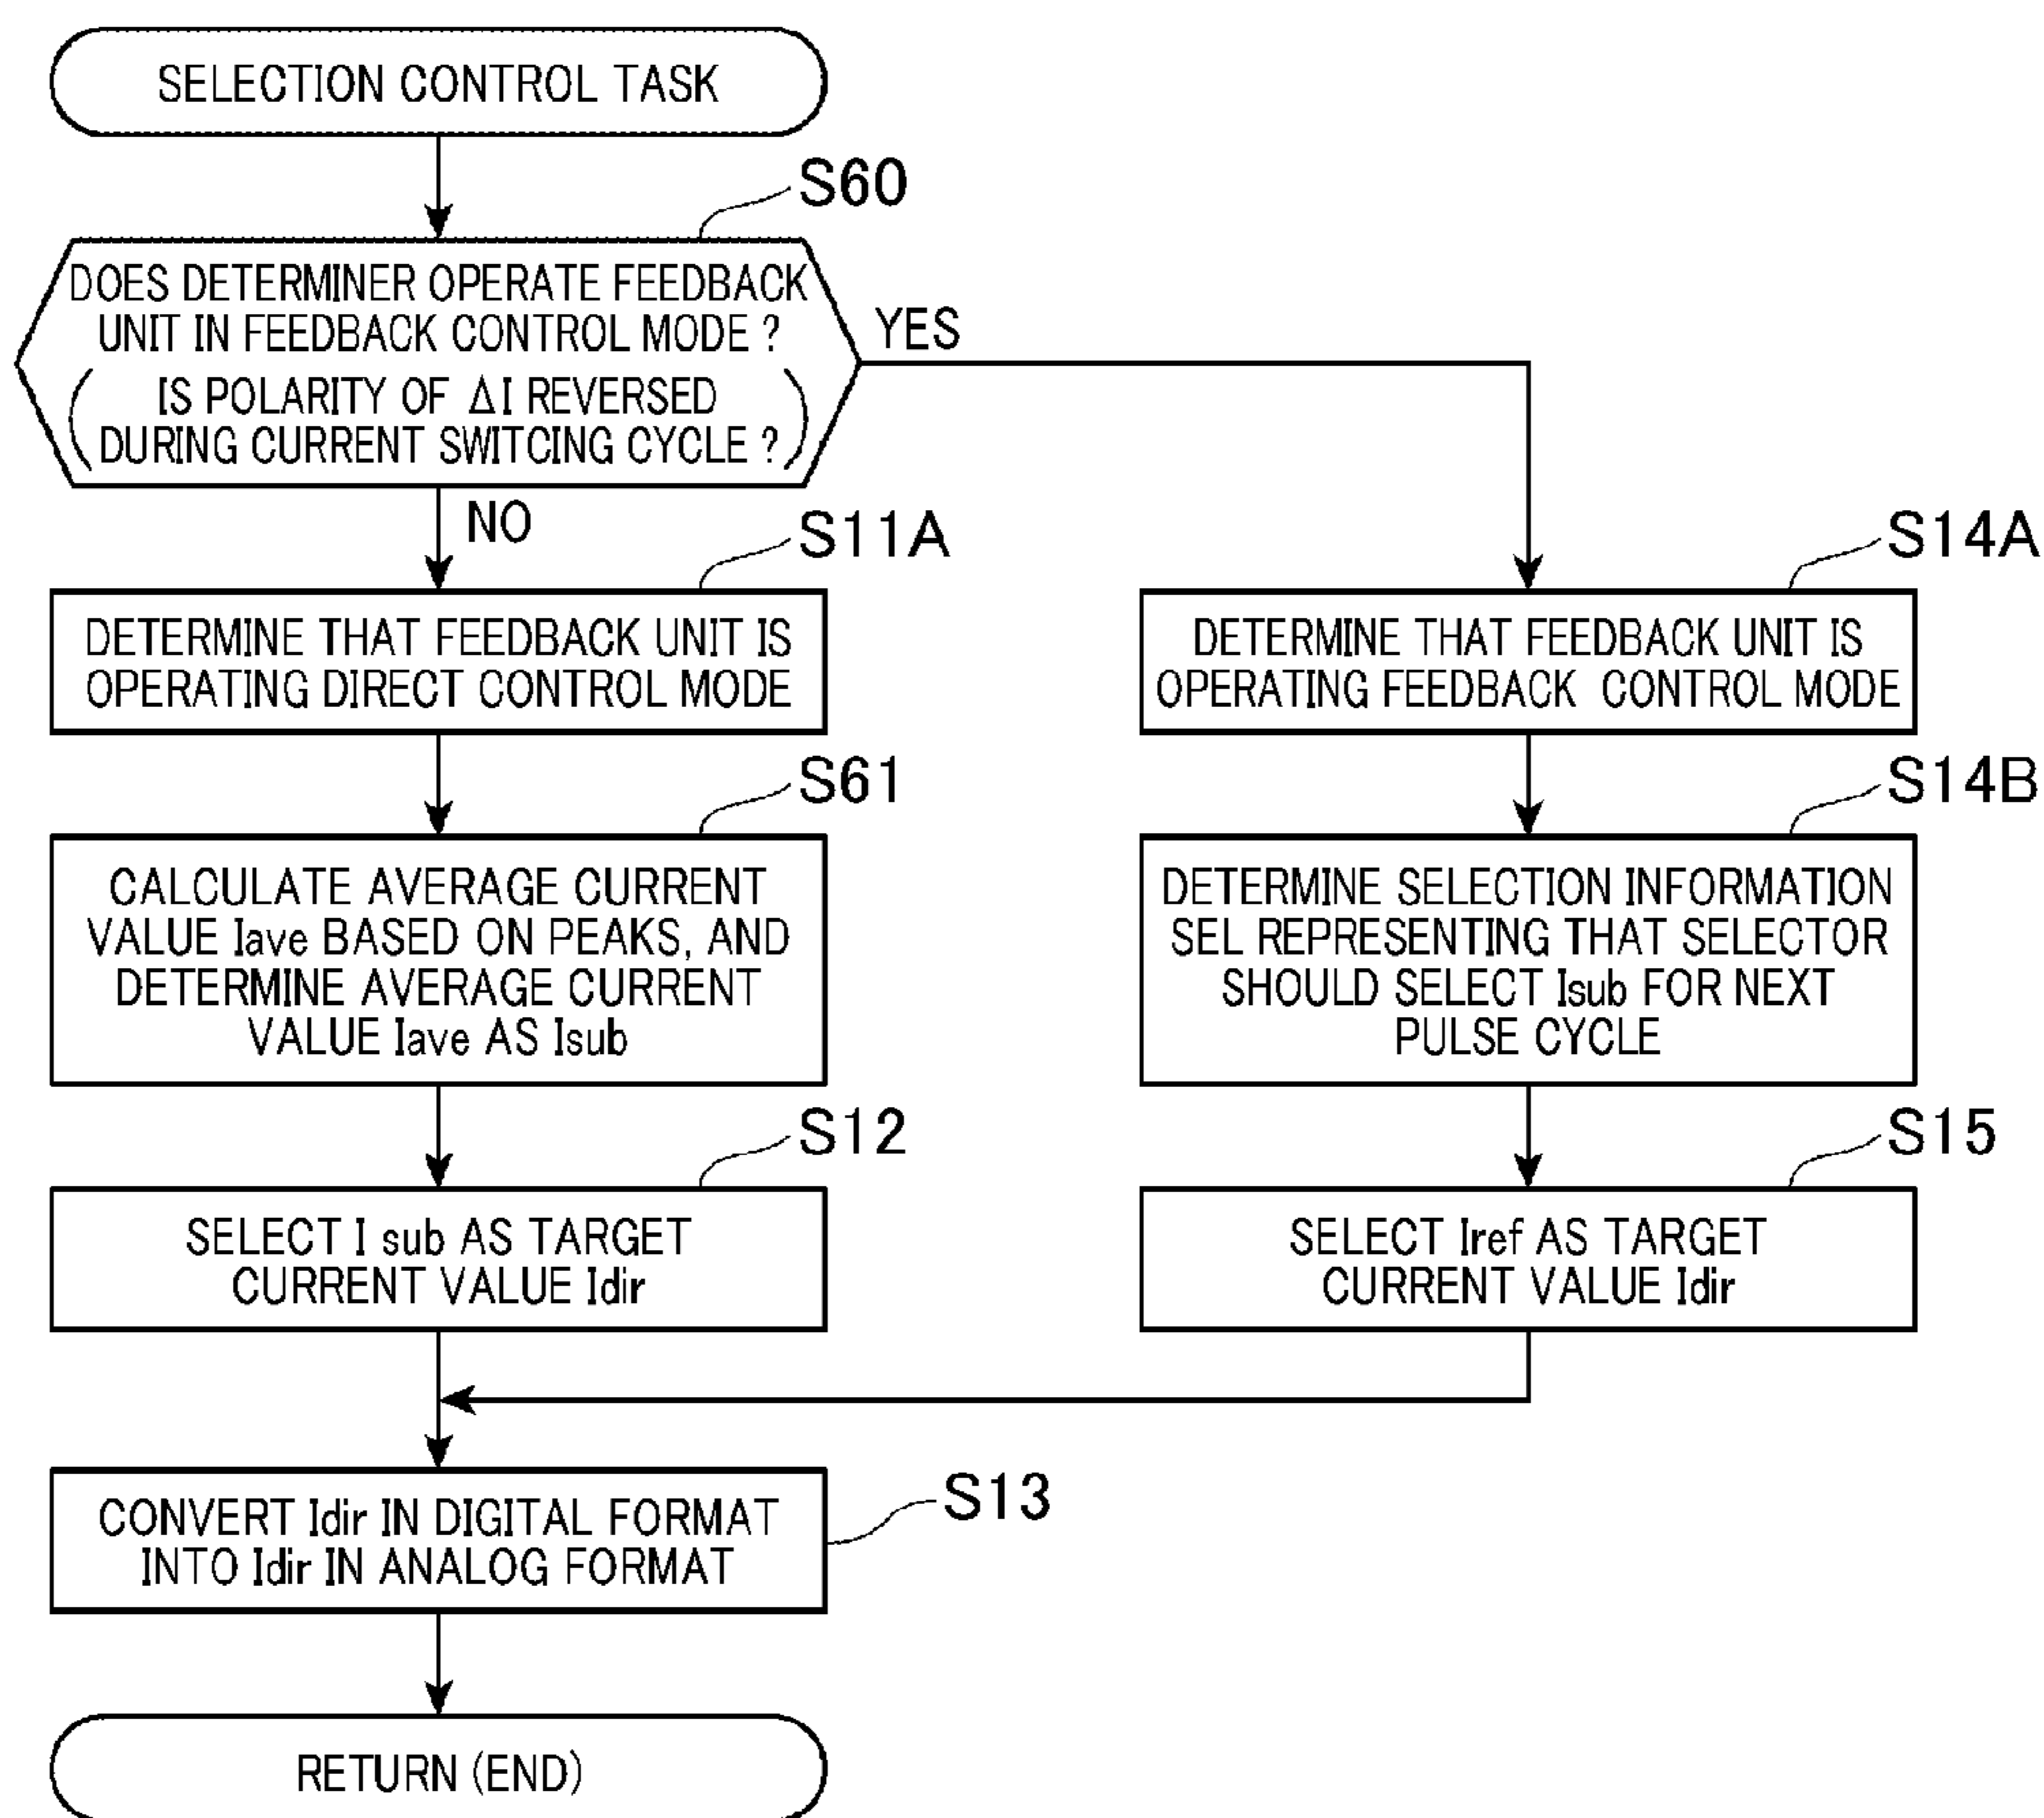 SELECTION CONTROL TASK
S60
DOES DETERMINER OPERATE FEEDBACK
UNIT IN FEEDBACK CONTROL MODE ?
( IS POLARITY OF ΔI REVERSED
DURING CURRENT SWITCING CYCLE ? )
YES
NO
S11A
DETERMINE THAT FEEDBACK UNIT IS
OPERATING DIRECT CONTROL MODE
S61
CALCULATE AVERAGE CURRENT
VALUE Iave BASED ON PEAKS, AND
DETERMINE AVERAGE CURRENT
VALUE Iave AS Isub
S12
SELECT I sub AS TARGET
CURRENT VALUE Idir
S14A
DETERMINE THAT FEEDBACK UNIT IS
OPERATING FEEDBACK CONTROL MODE
S14B
DETERMINE SELECTION INFORMATION
SEL REPRESENTING THAT SELECTOR
SHOULD SELECT Isub FOR NEXT
PULSE CYCLE
S15
SELECT Iref AS TARGET
CURRENT VALUE Idir
S13
CONVERT Idir IN DIGITAL FORMAT
INTO Idir IN ANALOG FORMAT
RETURN (END)